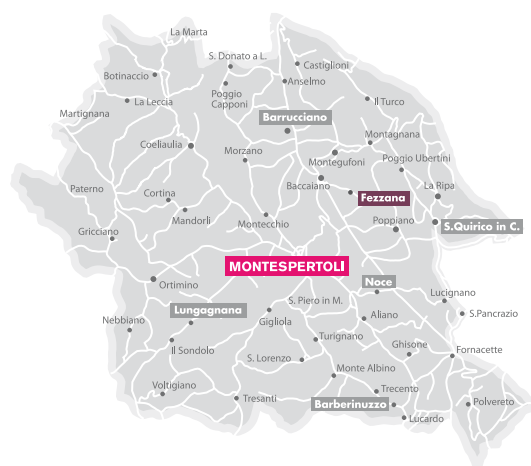 La Marta
S. Donato a L.
Castiglioni
Botinaccio
Anselmo
Poggio
Capponi
La Leccia
Il Turco
Martignana
Barrucciano
Montagnana
Coeliaulia
Morzano
Montegufoni
Poggio Ubertini
Baccaiano
Paterno
Cortina
La Ripa
Fezzana
Mandorli
Montecchio
Poppiano
S.Quirico in C.
Gricciano
MONTESPERTOLI
Ortimino
Noce
Lucignano
S. Piero in M.
Lungagnana
S.Pancrazio
Nebbiano
Gigliola
Aliano
Turignano
Il Sondolo
Ghisone
Fornacette
S. Lorenzo
Monte Albino
Voltigiano
Trecento
Tresanti
Barberinuzzo
Polvereto
Lucardo